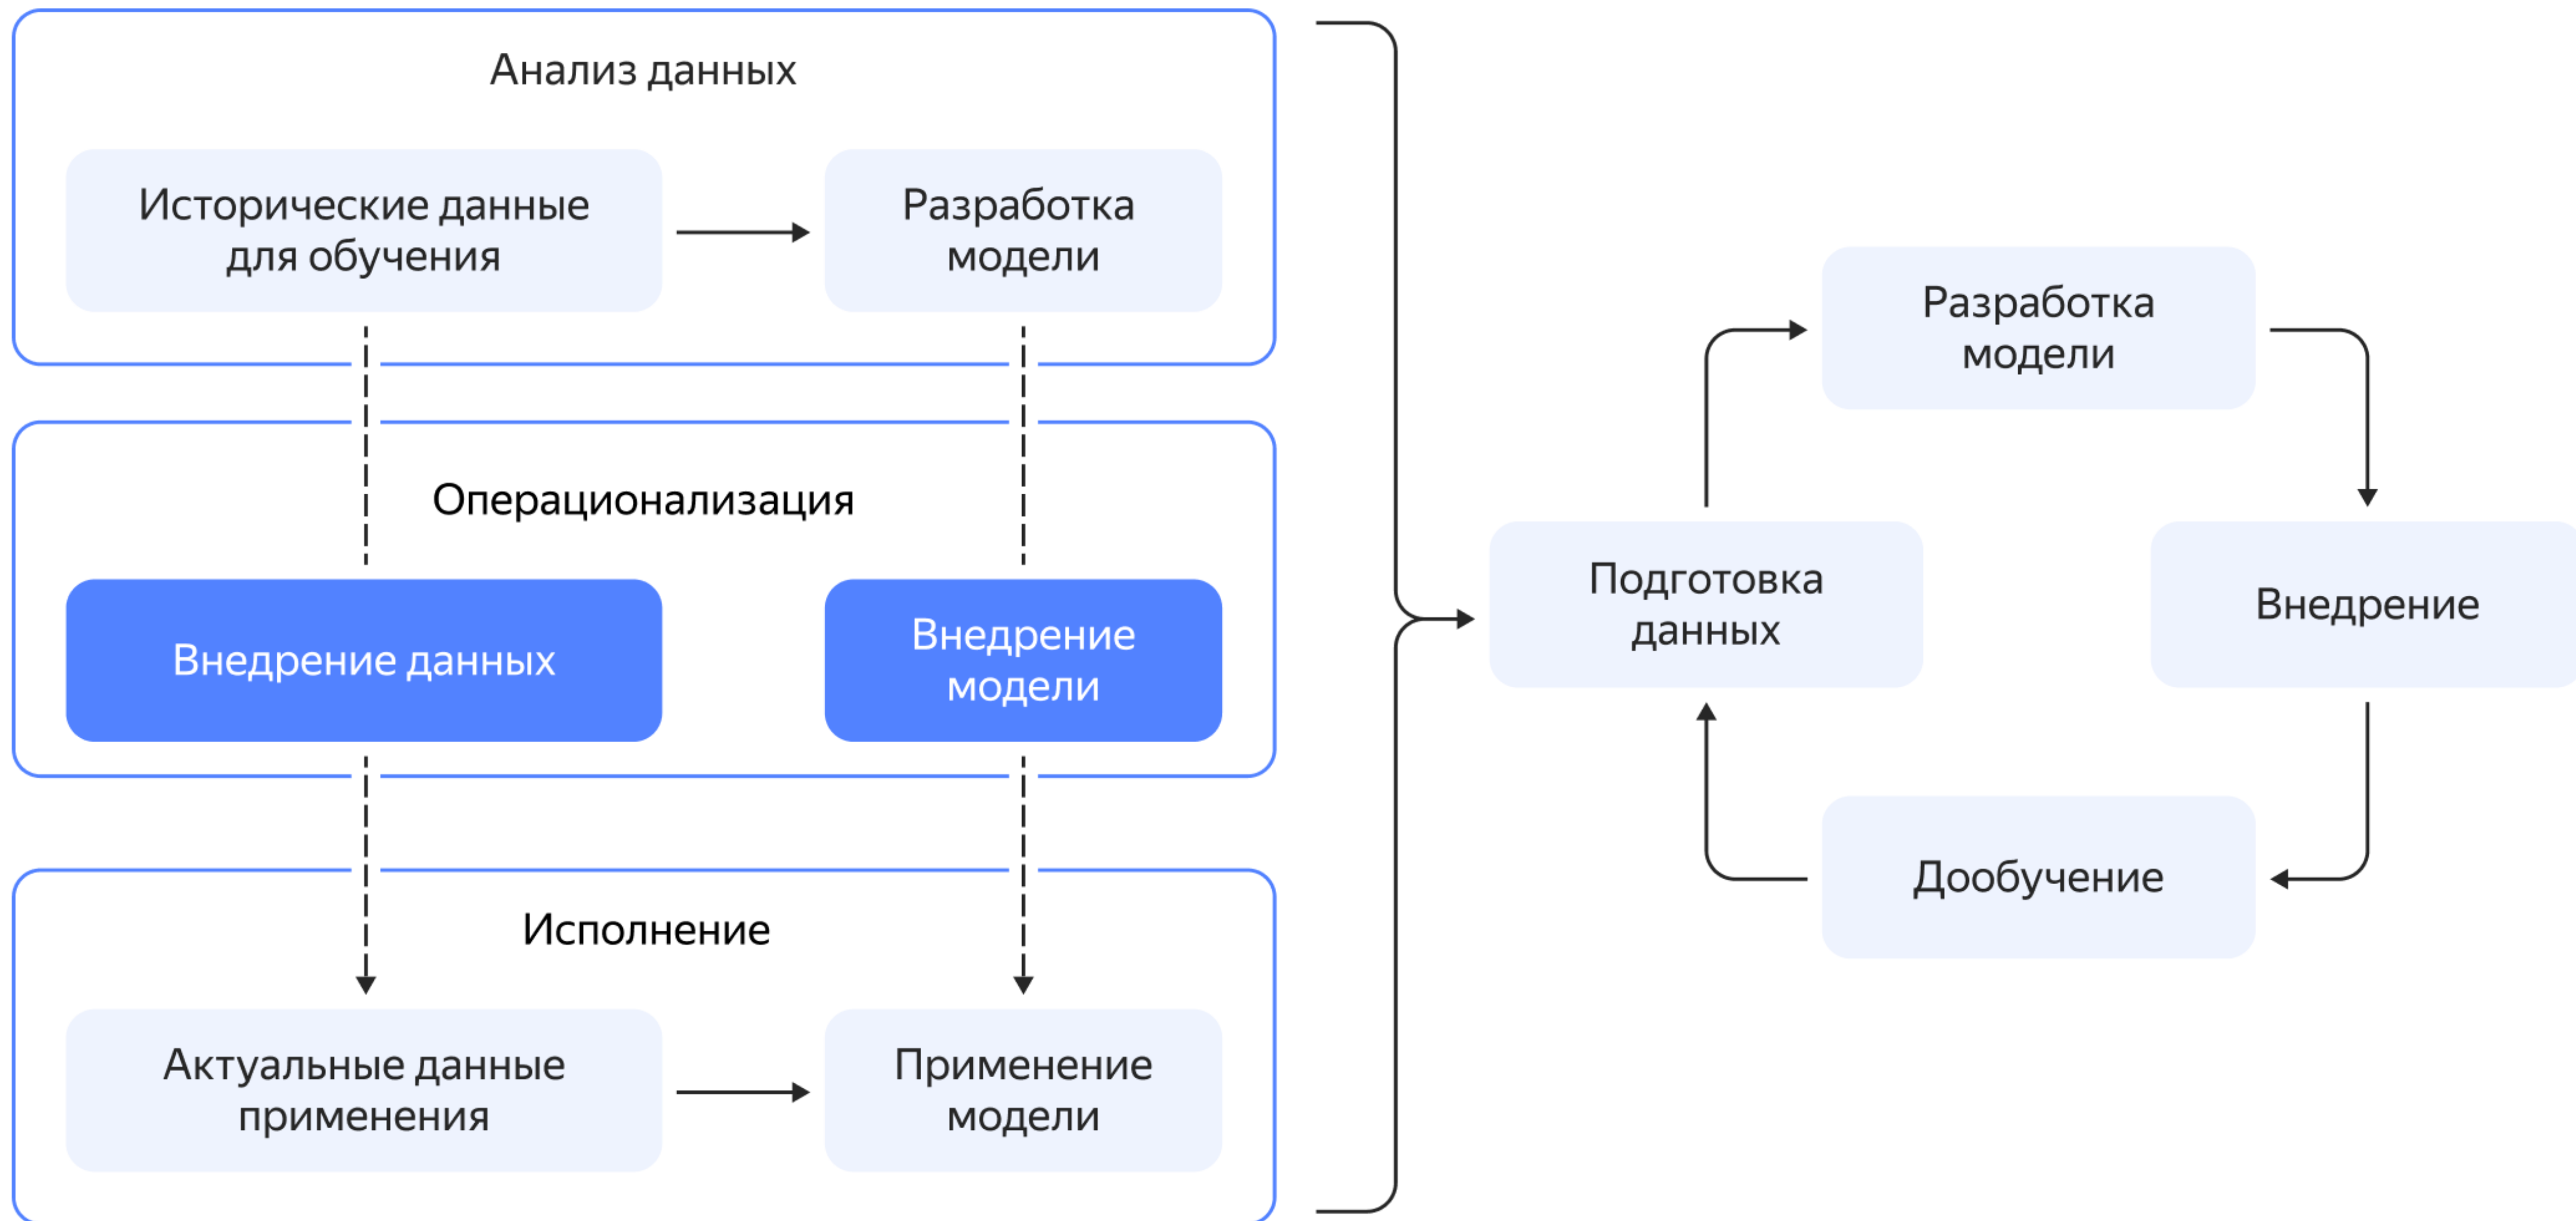 Анализ данных
Исторические данные
для обучения
Разработка
модели
Операционализация
Внедрение данных
Внедрение
модели
Исполнение
Актуальные данные
применения
Применение
модели
Разработка
модели
Подготовка
данных
Внедрение
Дообучение